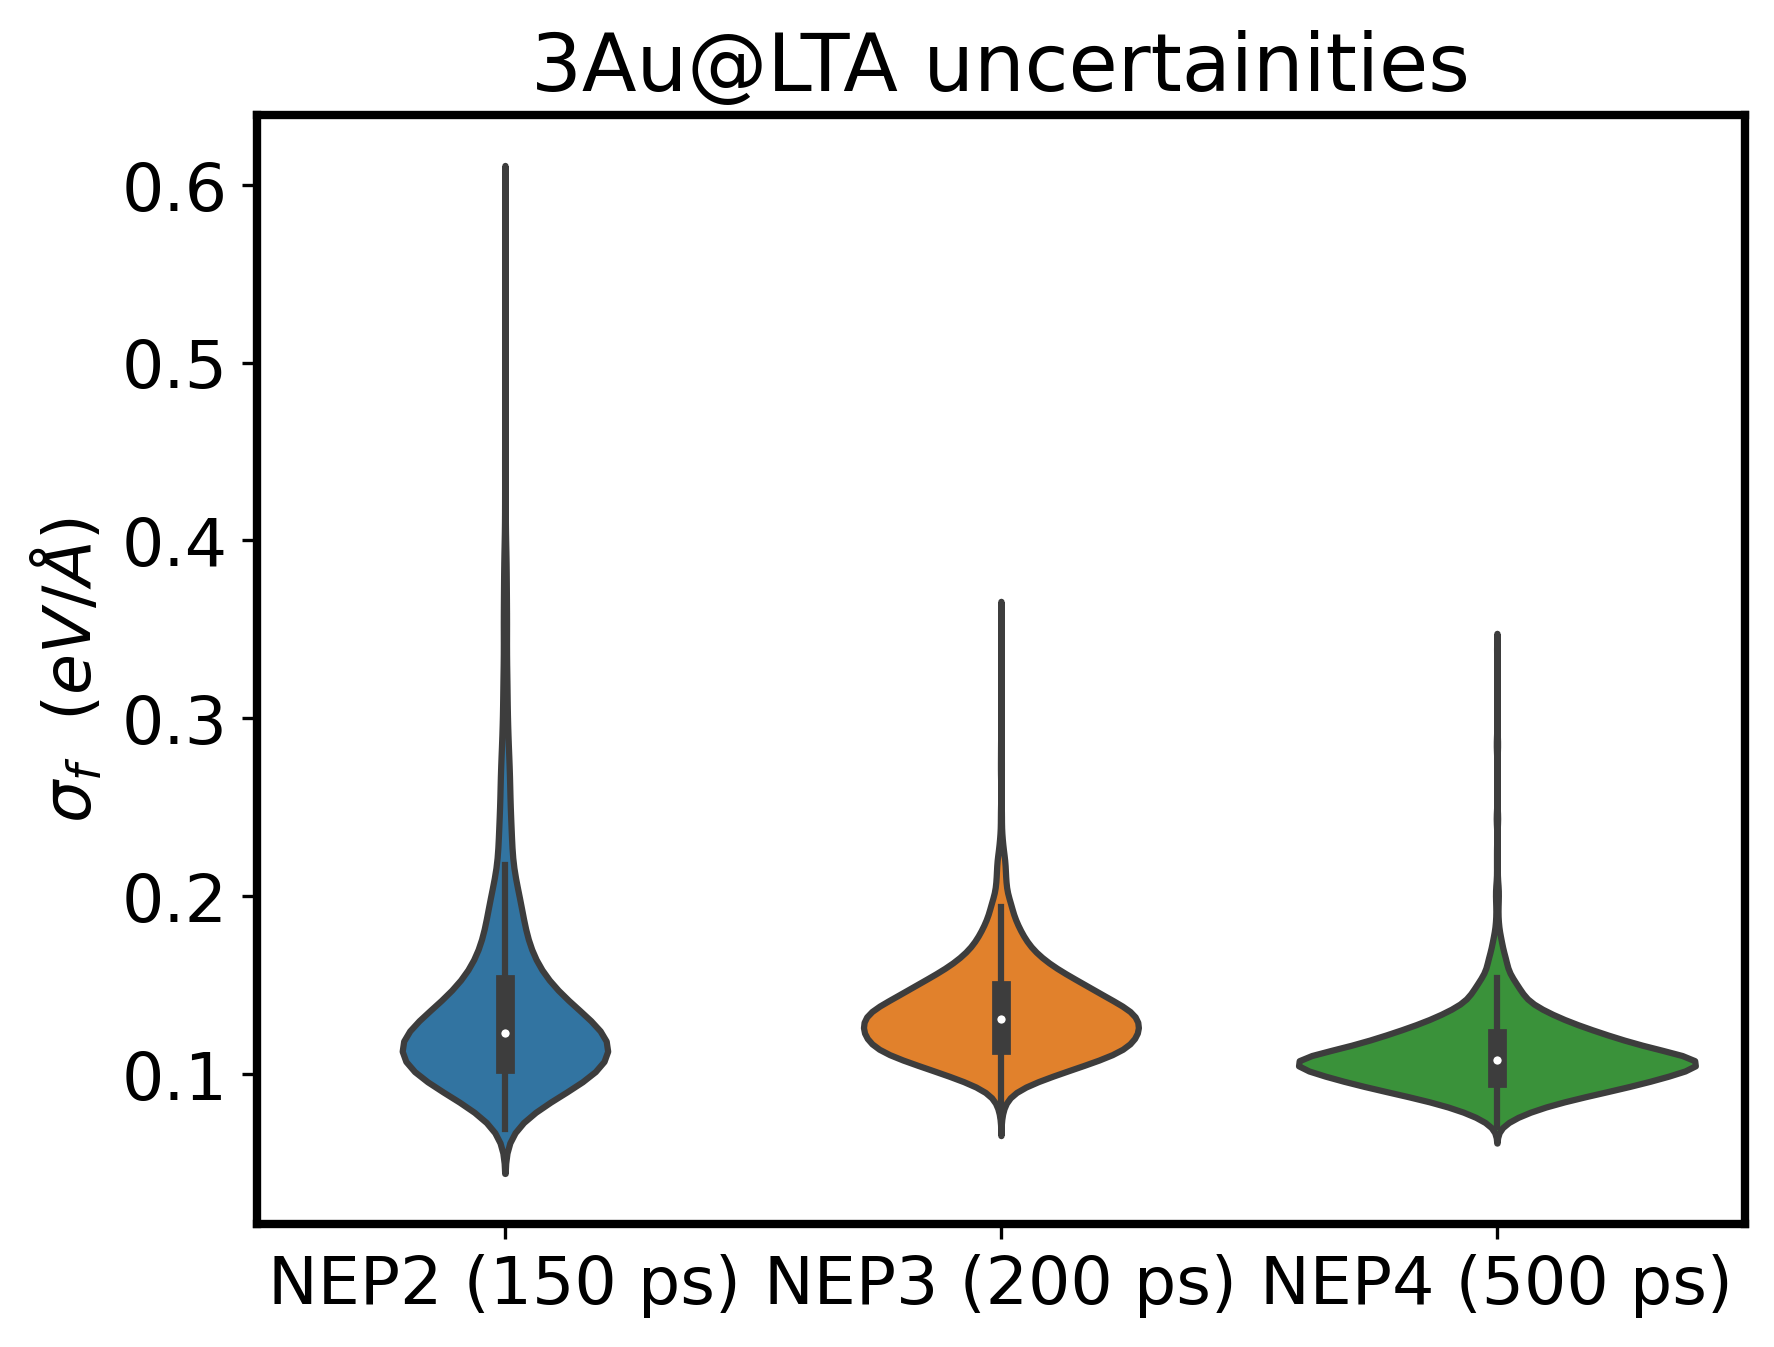 3Au@LTA uncertainities
σf (eV/Å)
0.6
0.5
0.4
0.3
0.2
0.1
NEP2 (150 ps) NEP3 (200 ps) NEP4 (500 ps)